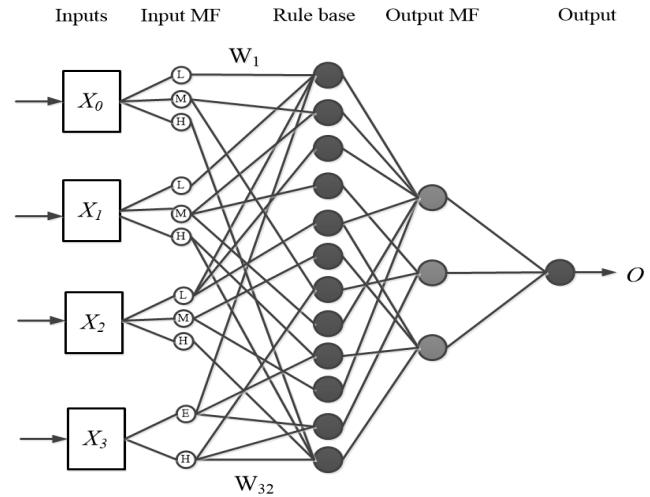 Inputs Input MF Rule base Output MF Output
W1
L
X0 M
H
L
X1 M
H
O
L
X2 M
H
E
X3
H
W32